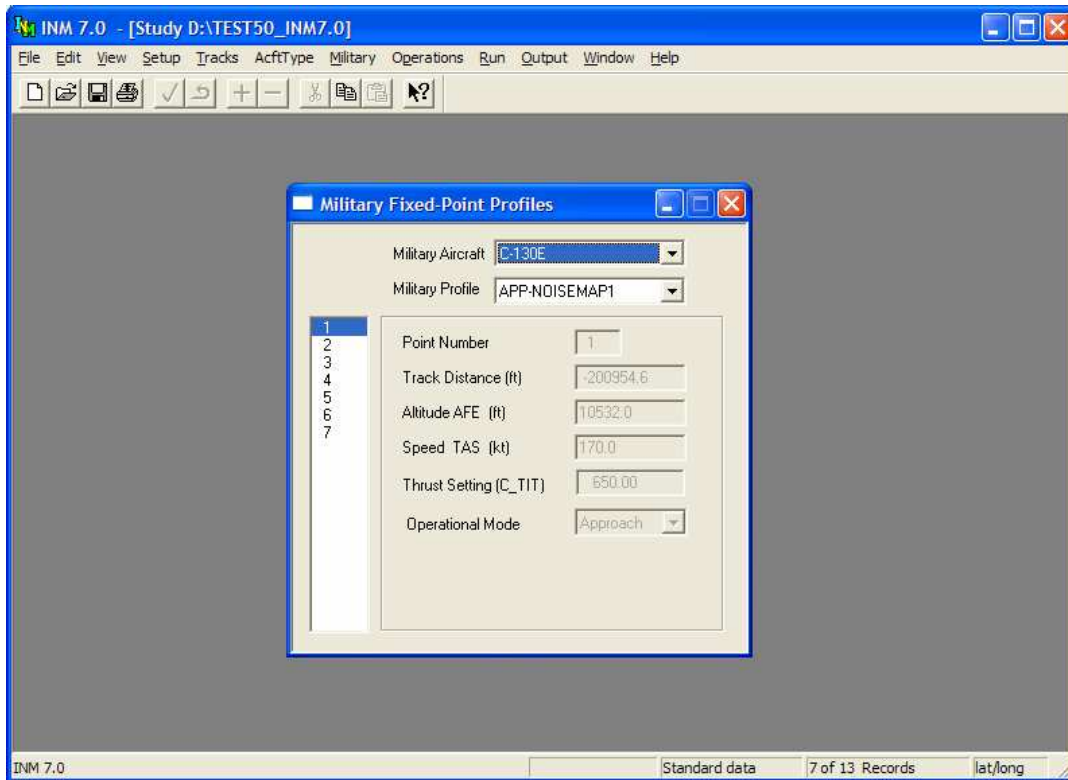 INM 7.0 - [Study D:\TEST50_INM7.0]
File Edit View Setup Tracks AcftType Military Operations Run Output Window Help
Military Fixed-Point Profiles
Military Aircraft C-130E
Military Profile APP-NOISEMAP1
1
2
3
4
5
6
7
Point Number 1
Track Distance (ft) -200954.6
Altitude AFE (ft) 10532.0
Speed TAS (kt) 170.0
Thrust Setting (C_TIT) 650.00
Operational Mode Approach
INM 7.0 Standard data 7 of 13 Records lat/long